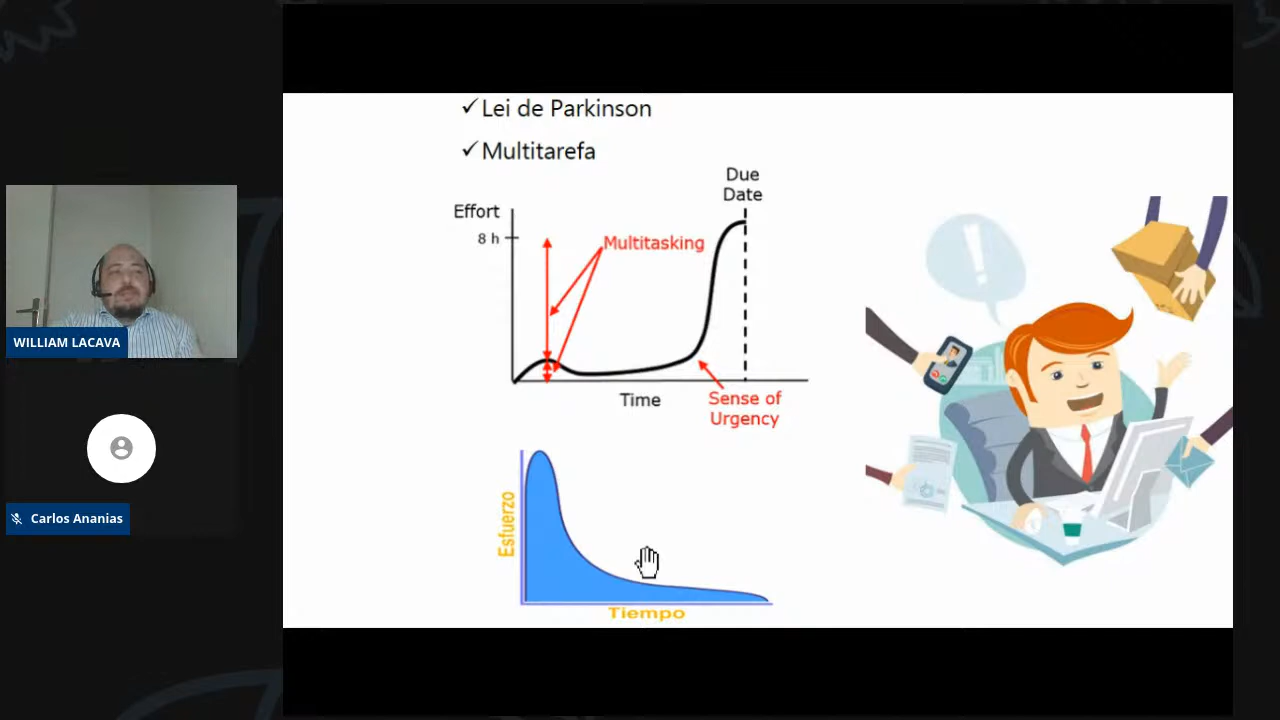 Lei de Parkinson
Multitarefa
Due
Date
Effort
8 h
Multitasking
Time
Sense of
Urgency
Esfuerzo
Tiempo
!
WILLIAM LACAVA
Carlos Ananias